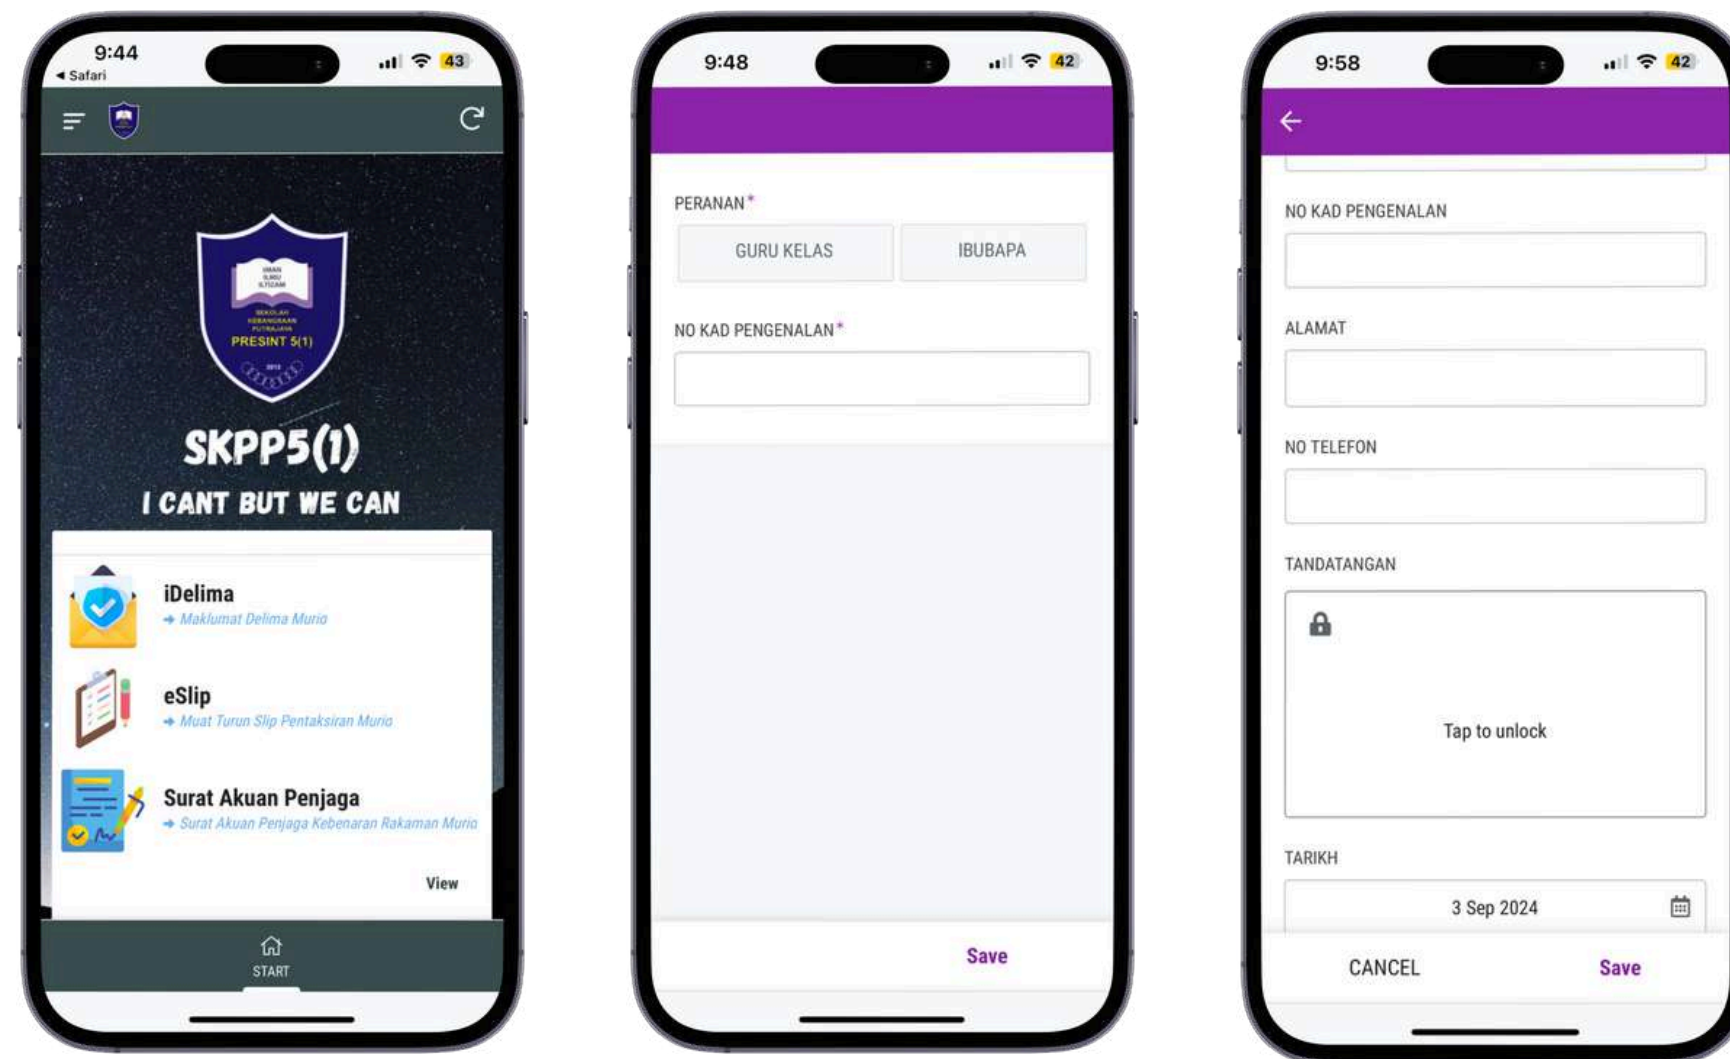 9:44
Safari
43
IMAN
ILMU
ILTIZAM
SEKOLAH
KEBANGSAAN
PUTRAJAYA
PRESINT 5(1)
SKPP5(1)
I CANT BUT WE CAN
iDelima
Maklumat Delima Murid
eSlip
Muat Turun Slip Pentaksiran Murid
Surat Akuan Penjaga
Surat Akuan Penjaga Kebenaran Rakaman Murid
View
START
9:48
42
PERANAN*
GURU KELAS
IBUBAPA
NO KAD PENGENALAN*
Save
9:58
42
NO KAD PENGENALAN
ALAMAT
NO TELEFON
TANDATANGAN
Tap to unlock
TARIKH
3 Sep 2024
CANCEL
Save